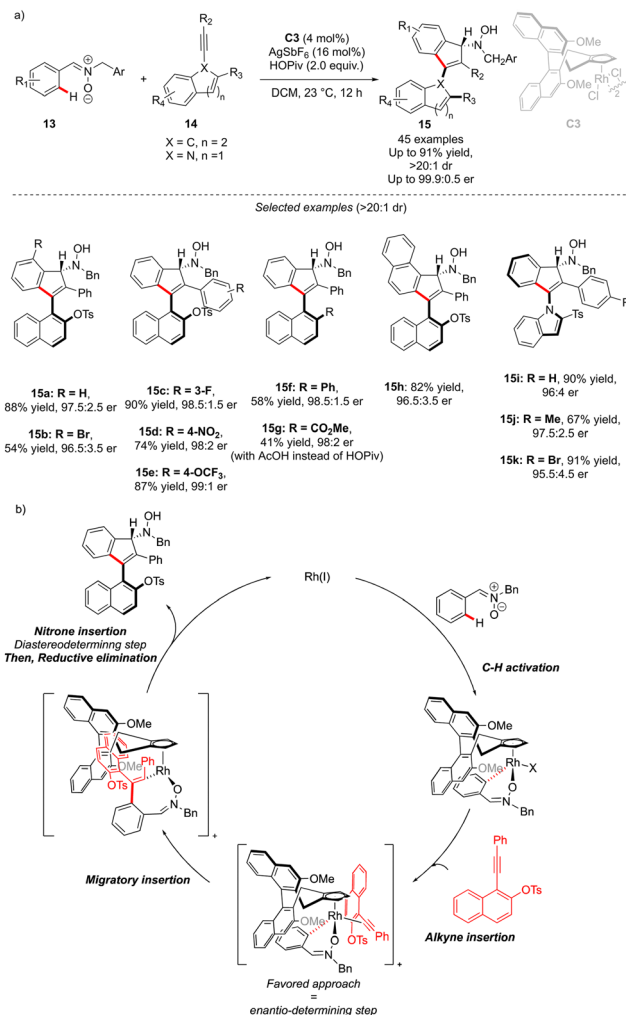 a)
R1
H
N
⊕
O
⊖
Ar
13
+
R2
X
R3
R4
n
14
X = C, n = 2
X = N, n =1
C3 (4 mol%)
AgSbF6 (16 mol%)
HOPiv (2.0 equiv.)
DCM, 23 °C, 12 h
R1
H
OH
N
CH2Ar
R2
X
R3
R4
n
15
45 examples
Up to 91% yield,
>20:1 dr
Up to 99.9:0.5 er
OMe
OMe
Rh
Cl
Cl
2
C3
Selected examples (>20:1 dr)
R
H
OH
N
Bn
Ph
OTs
15a: R = H,
88% yield, 97.5:2.5 er
15b: R = Br,
54% yield, 96.5:3.5 er
H
OH
N
Bn
R
OTs
15c: R = 3-F,
90% yield, 98.5:1.5 er
15d: R = 4-NO2,
74% yield, 98:2 er
15e: R = 4-OCF3,
87% yield, 99:1 er
H
OH
N
Bn
Ph
R
15f: R = Ph,
58% yield, 98.5:1.5 er
15g: R = CO2Me,
41% yield, 98:2 er
(with AcOH instead of HOPiv)
H
OH
N
Bn
Ph
OTs
15h: 82% yield,
96.5:3.5 er
H
OH
N
Bn
R
N
Ts
15i: R = H, 90% yield,
96:4 er
15j: R = Me, 67% yield,
97.5:2.5 er
15k: R = Br, 91% yield,
95.5:4.5 er
b)
H
OH
N
Bn
Ph
OTs
Rh(I)
Bn
⊕
N
O
⊖
H
Nitrone insertion
Diastereodeterminng step
Then, Reductive elimination
C-H activation
OMe
OMe
Ph
Rh
OTs
O
N
Bn
+
OMe
OMe
Rh
X
O
N
Bn
Migratory insertion
OMe
OMe
Rh
O
OTs
Ph
N
Bn
+
Ph
OTs
Alkyne insertion
Favored approach
=
enantio-determining step